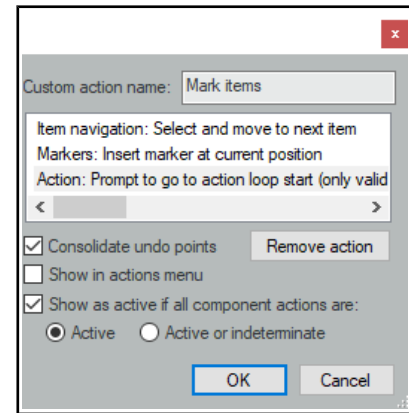 x
Custom action name: Mark items
Item navigation: Select and move to next item
Markers: Insert marker at current position
Action: Prompt to go to action loop start (only valid
Consolidate undo points Remove action
Show in actions menu
Show as active if all component actions are:
Active Active or indeterminate
OK Cancel